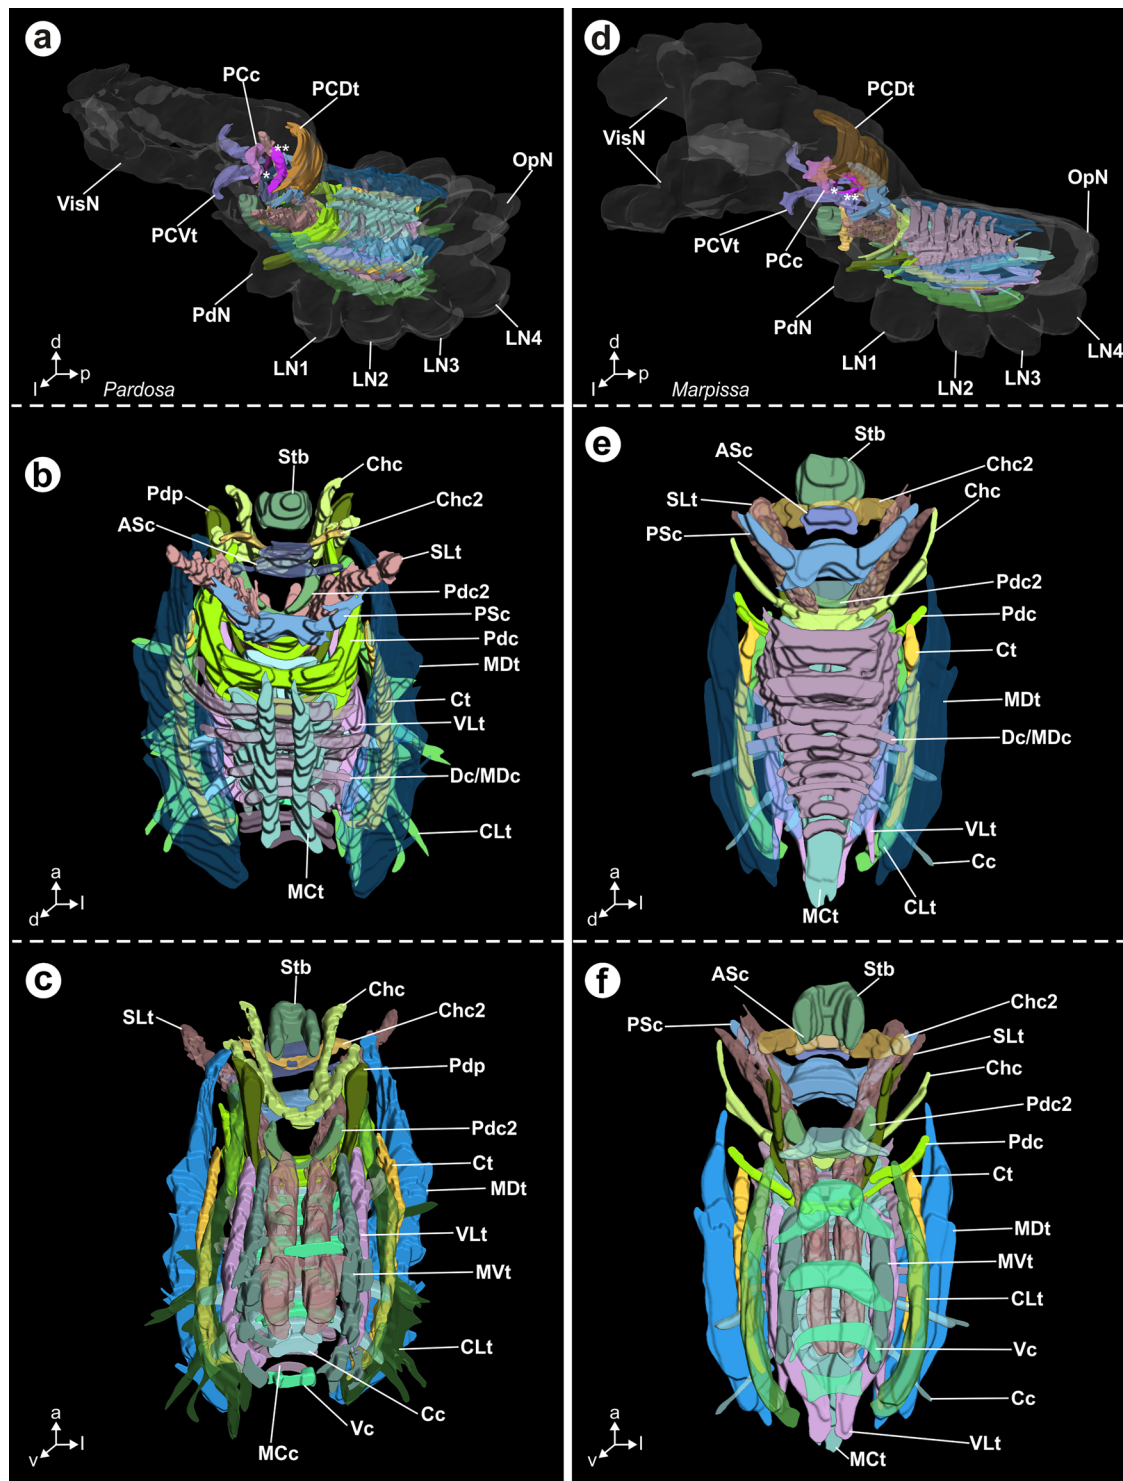 a
PCc
PCDt
**
*
OpN
VisN
PCVt
PdN
LN4
LN3
LN1
LN2
d
p
l
Pardosa
d
PCDt
VisN
OpN
*
**
PCVt
PCc
PdN
LN1
LN4
LN3
LN2
d
p
l
Marpissa
b
Stb
Chc
Pdp
Chc2
ASc
SLt
Pdc2
PSc
Pdc
MDt
Ct
VLt
Dc/MDc
CLt
MCt
a
l
d
e
Stb
ASc
Chc2
SLt
Chc
PSc
Pdc2
Pdc
Ct
MDt
Dc/MDc
VLt
Cc
CLt
MCt
a
l
d
c
Stb
Chc
SLt
Chc2
Pdp
Pdc2
Ct
MDt
VLt
MVt
CLt
Cc
Vc
MCc
a
l
v
f
ASc
Stb
PSc
Chc2
SLt
Chc
Pdc2
Pdc
Ct
MDt
MVt
CLt
Vc
Cc
VLt
MCt
a
l
v